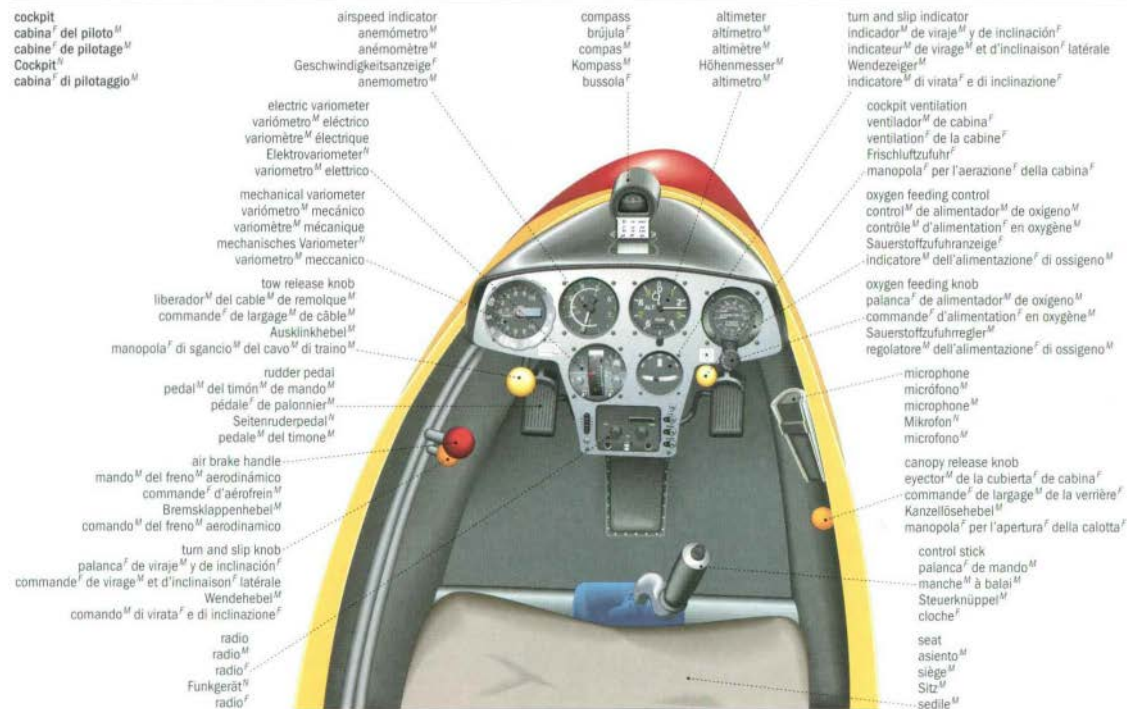 cockpit
cabinaF del pilotoM
cabineF de pilotageM
CockpitN
cabinaF di pilotaggioM
airspeed indicator
anemómetroM
anémomètreM
GeschwindigkeitsanzeigeF
anemometroM
compass
brújulaF
compasM
KompassM
bussolaF
altimeter
altímetroM
altimètreM
HöhenmesserM
altimetroM
turn and slip indicator
indicadorM de virajeM y de inclinaciónF
indicateurM de virageM et d'inclinaisonF latérale
WendezeigerM
indicatoreM di virataF e di inclinazioneF
electric variometer
variómetroM eléctrico
variomètreM électrique
ElektrovariometerN
variometroM elettrico
mechanical variometer
variómetroM mecánico
variomètreM mécanique
mechanisches VariometerN
variometroM meccanico
tow release knob
liberadorM del cableM de remolqueM
commandeF de largageM de câbleM
AusklinkhebelM
manopolaF di sgancioM del cavoM di trainoM
rudder pedal
pedalM del timónM de mandoM
pédaleF de palonnierM
SeitenruderpedalN
pedaleM del timoneM
air brake handle
mandoM del frenoM aerodinámico
commandeF d'aérofreinM
BremsklappenhebelM
comandoM del frenoM aerodinamico
turn and slip knob
palancaF de virajeM y de inclinaciónF
commandeF de virageM et d'inclinaisonF latérale
WendehebelM
comandoM di virataF e di inclinazioneF
radio
radioM
radioF
FunkgerätN
radioF
cockpit ventilation
ventiladorM de cabinaF
ventilationF de la cabineF
FrischluftzufuhrF
manopolaF per l'aerazioneF della cabinaF
oxygen feeding control
controlM de alimentadorM de oxígenoM
contrôleM d'alimentationF en oxygèneM
SauerstoffzufuhranzeigeF
indicatoreM dell'alimentazioneF di ossigenoM
oxygen feeding knob
palancaF de alimentadorM de oxígenoM
commandeF d'alimentationF en oxygèneM
SauerstoffzufuhrreglerM
regolatoreM dell'alimentazioneF di ossigenoM
microphone
micrófonoM
microphoneM
MikrofonN
microfonoM
canopy release knob
eyectorM de la cubiertaF de cabinaF
commandeF de largageM de la verrièreF
KanzellösehebelM
manopolaF per l'aperturaF della calottaF
control stick
palancaF de mandoM
mancheM à balaiM
SteuerknüppelM
clocheF
seat
asientoM
siègeM
SitzM
sedileM
ALT